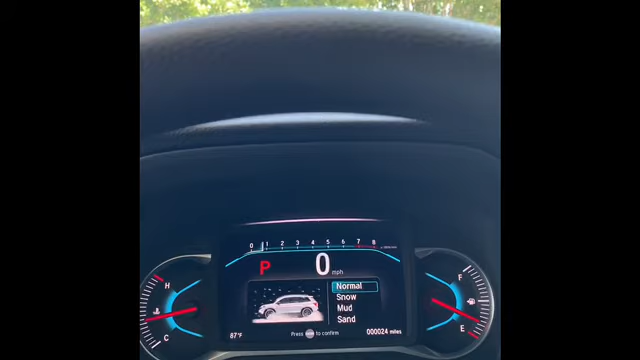 0 1 2 3 4 5 6 7 8
P 0 mph
Normal
Snow
Mud
Sand
Press to confirm
87°F
000024 miles
H
C
F
E